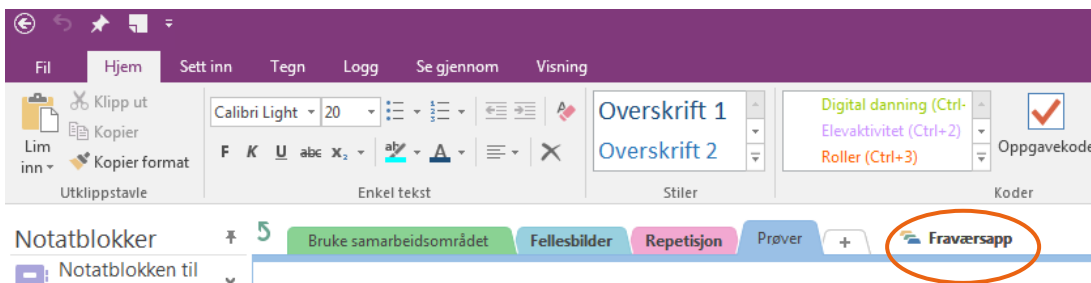 Fil Hjem Sett inn Tegn Logg Se gjennom Visning
Klipp ut
Kopier
Kopier format
Lim
inn
Utklippstavle
Calibri Light 20
F K U abc X₂ ab A
Enkel tekst
Overskrift 1
Overskrift 2
Stiler
Digital danning (Ctrl-
Elevaktivitet (Ctrl+2)
Roller (Ctrl+3)
Oppgavekode
Koder
Notatblokker
Bruke samarbeidsområdet Fellesbilder Repetisjon Prøver + Fraværsapp
Notatblokken til